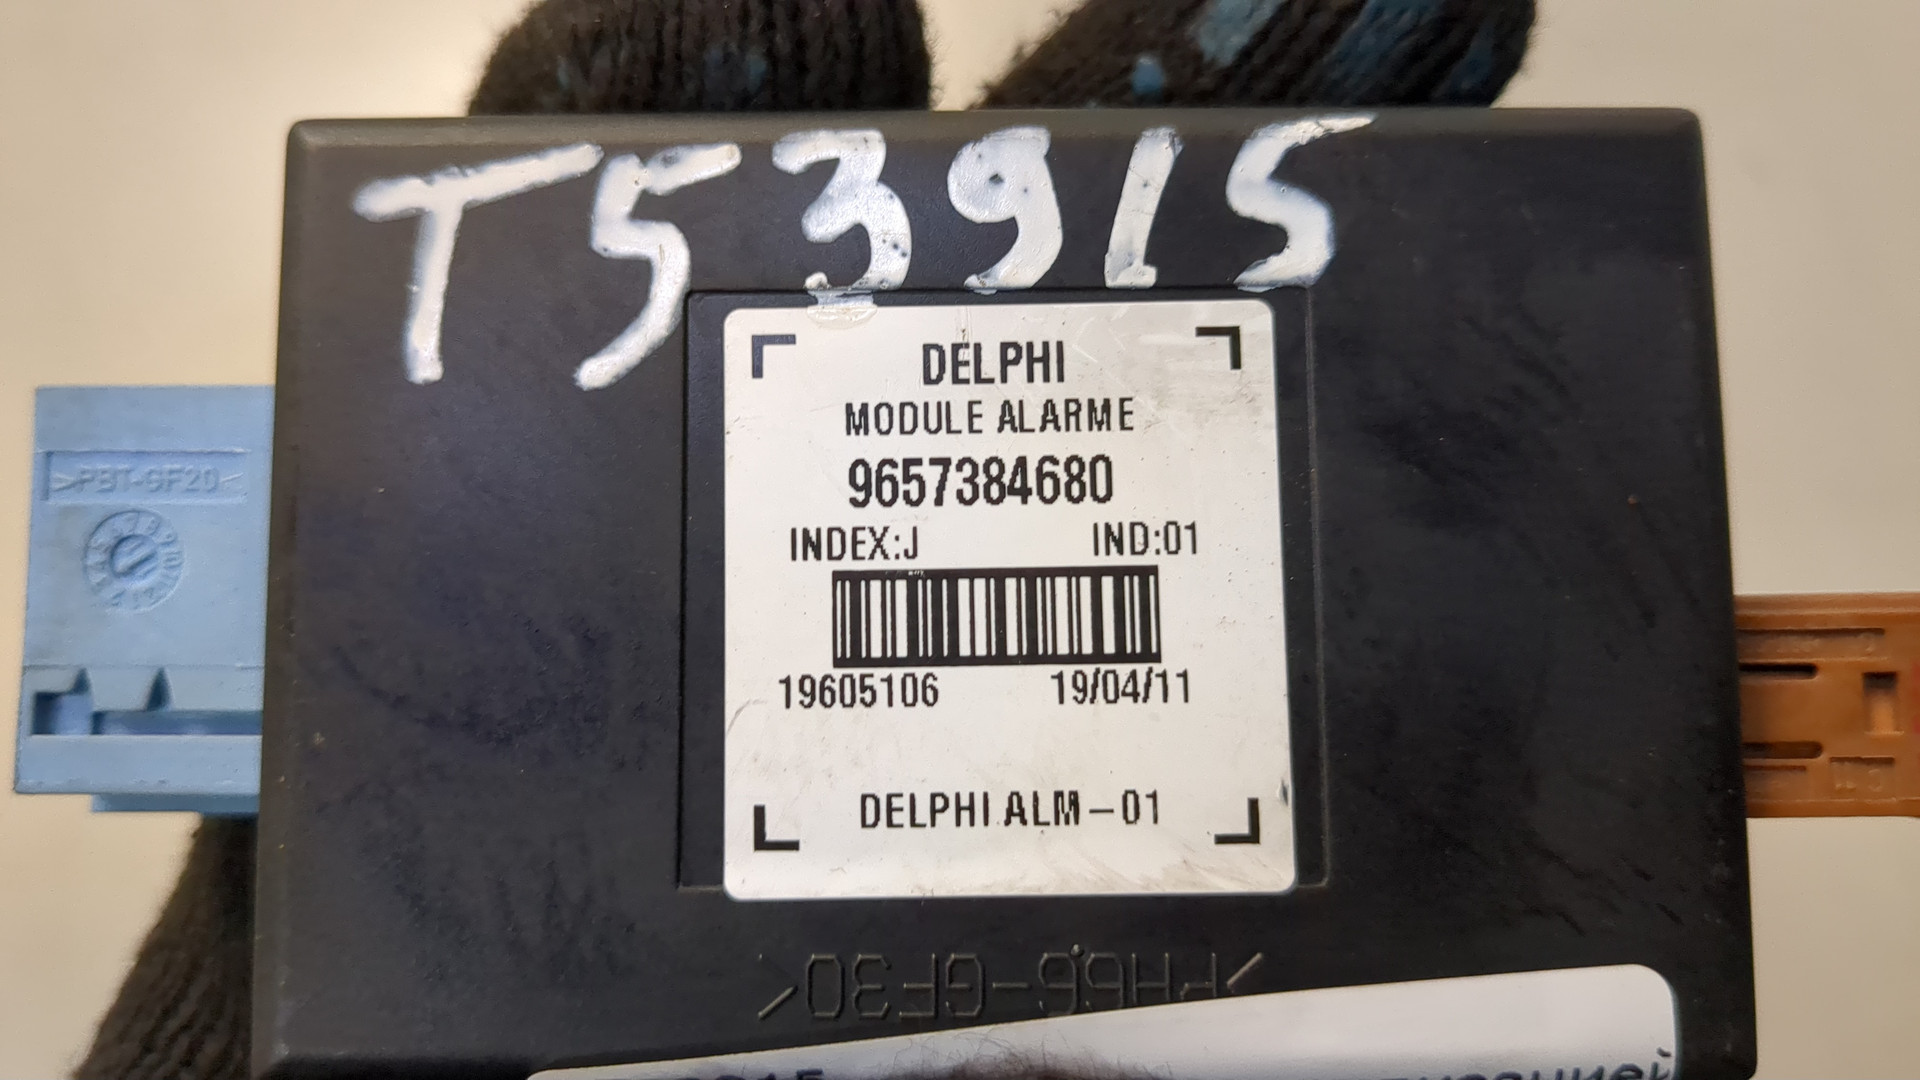 T53915
DELPHI
MODULE ALARME
9657384680
INDEX:J IND:01
19605106 19/04/11
DELPHI ALM-01
>PBT-GF20<
>PA66-GF30<